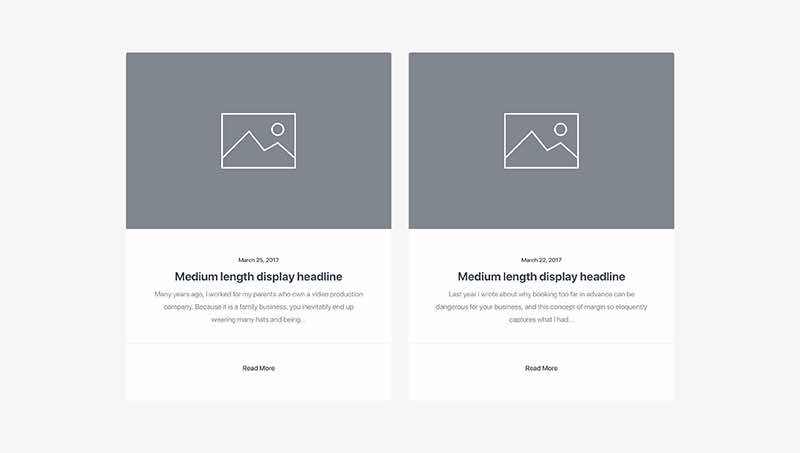 March 25, 2017
Medium length display headline
Many years ago, I worked for my parents who own a video production
company. Because it is a family business, you inevitably end up
wearing many hats and being...
Read More
March 22, 2017
Medium length display headline
Last year I wrote about why booking too far in advance can be
dangerous for your business, and this concept of margin so eloquently
captures what I had...
Read More